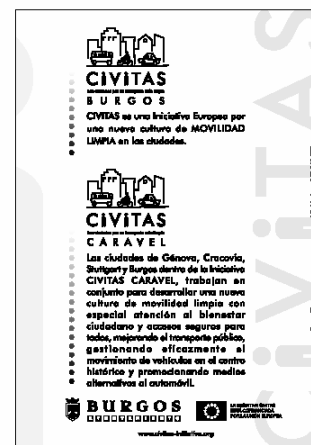 CiViTAS
BURGOS
CIVITAS es una Iniciativa Europea por
una nueva cultura de MOVILIDAD
LIMPIA en las ciudades.
CiViTAS
CARAVEL
Las ciudades de Génova, Cracovia,
Stuttgart y Burgos dentro de la Iniciativa
CIVITAS CARAVEL, trabajan en
conjunto para desarrollar una nueva
cultura de movilidad limpia con
especial atención al bienestar
ciudadano y accesos seguros para
todos, mejorando el transporte público,
gestionando eficazmente el
movimiento de vehículos en el centro
histórico y promocionando medios
alternativos al automóvil.
BURGOS
AYUNTAMIENTO
www.civitas-initiative.org
CiViTAS